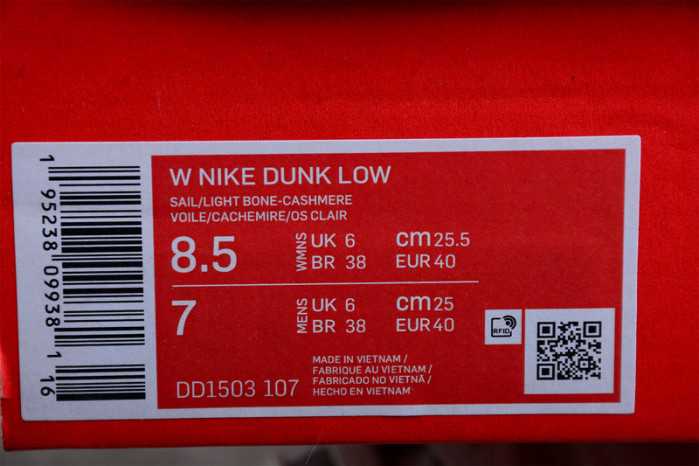 W NIKE DUNK LOW
SAIL/LIGHT BONE-CASHMERE
VOILE/CACHEMIRE/OS CLAIR
8.5 WMNS UK 6 cm 25.5
BR 38 EUR 40
7 MENS UK 6 cm 25
BR 38 EUR 40
RFID
MADE IN VIETNAM /
FABRIQUE AU VIETNAM /
FABRICADO NO VIETNÃ /
HECHO EN VIETNAM
DD1503 107
1 95238 09938 1 16